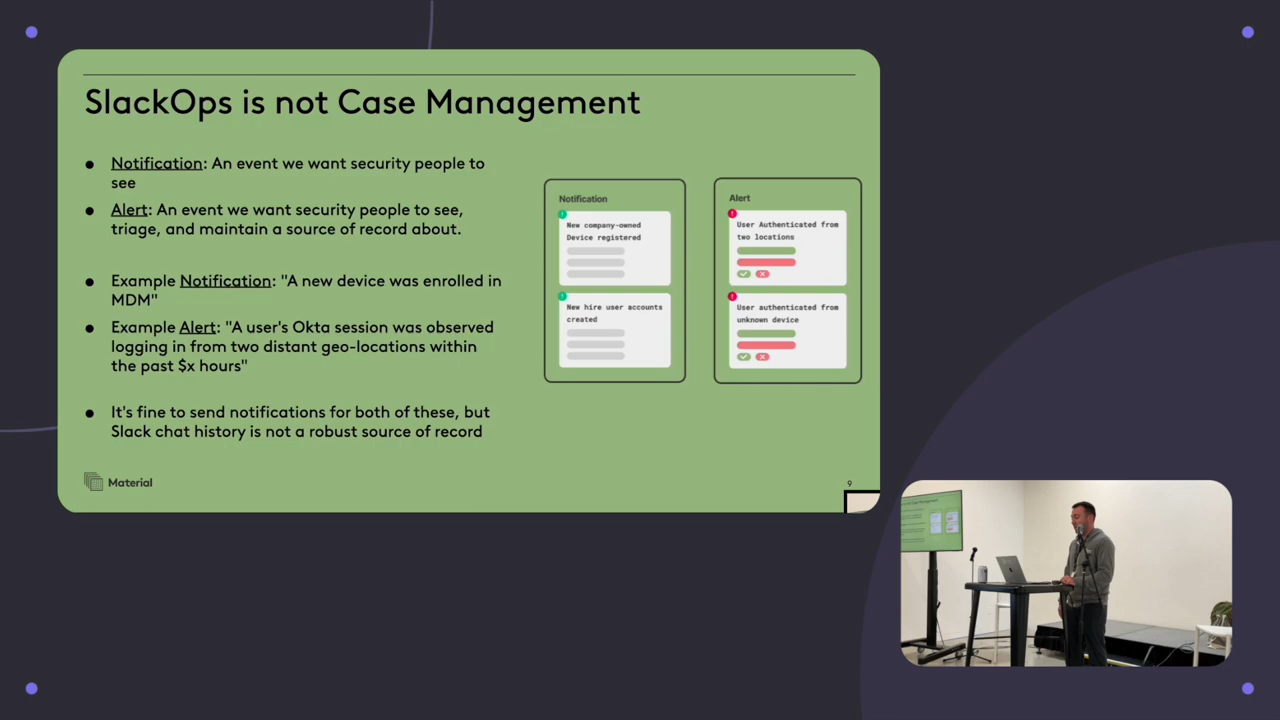 SlackOps is not Case Management
● Notification: An event we want security people to
see
● Alert: An event we want security people to see,
triage, and maintain a source of record about.
● Example Notification: "A new device was enrolled in
MDM"
● Example Alert: "A user's Okta session was observed
logging in from two distant geo-locations within
the past $x hours"
● It's fine to send notifications for both of these, but
Slack chat history is not a robust source of record
Notification
New company-owned
Device registered
New hire user accounts
created
Alert
User Authenticated from
two locations
User authenticated from
unknown device
Material
9